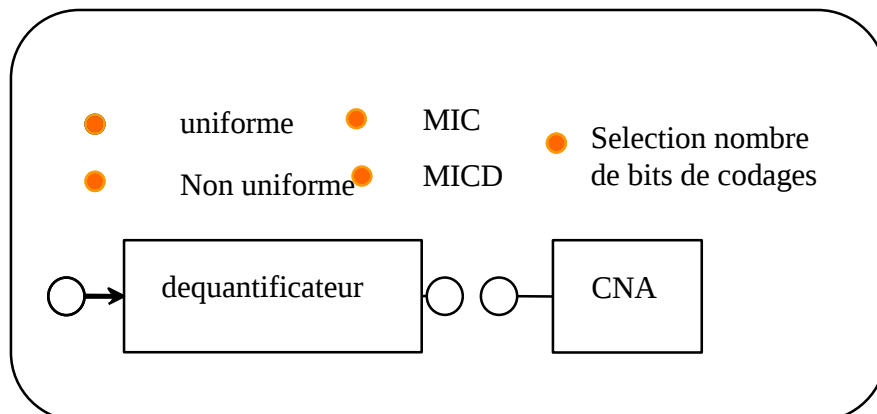 uniforme
MIC
Selection nombre
de bits de codages
Non uniforme
MICD
dequantificateur
CNA